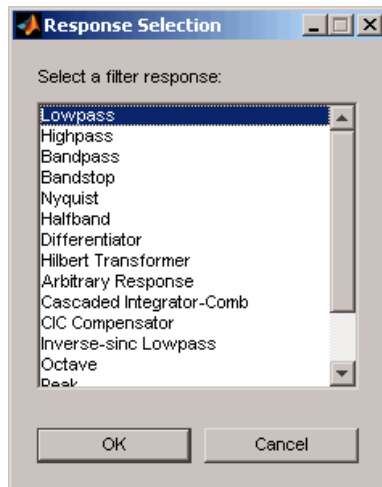 Response Selection
Select a filter response:
Lowpass
Highpass
Bandpass
Bandstop
Nyquist
Halfband
Differentiator
Hilbert Transformer
Arbitrary Response
Cascaded Integrator-Comb
CIC Compensator
Inverse-sinc Lowpass
Octave
Peak
OK Cancel